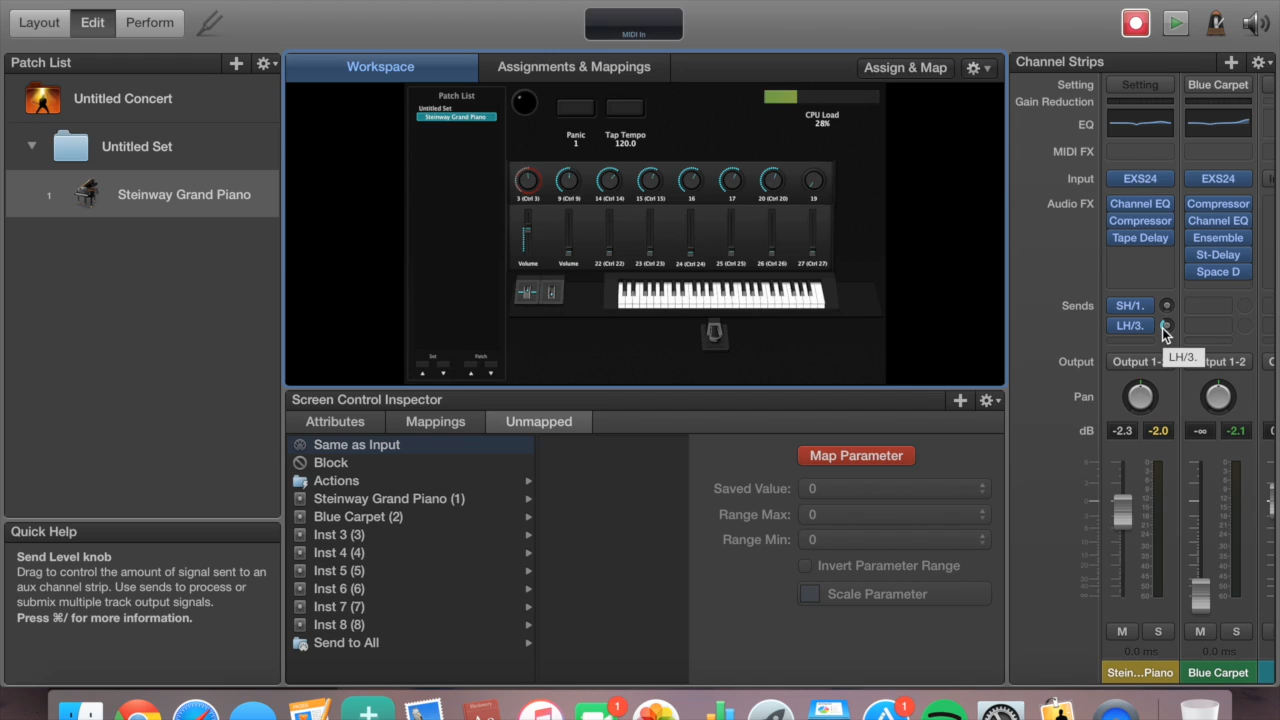 Layout
Edit
Perform
MIDI In
Patch List
Untitled Concert
Untitled Set
1
Steinway Grand Piano
Quick Help
Send Level knob
Drag to control the amount of signal sent to an
aux channel strip. Use sends to process or
submix multiple track output signals.
Press ⌘/ for more information.
Workspace
Assignments & Mappings
Assign & Map
Patch List
Untitled Set
Steinway Grand Piano
Set
Patch
Panic
1
Tap Tempo
120.0
CPU Load
28%
3 (Ctrl 3)
9 (Ctrl 9)
14 (Ctrl 14)
15 (Ctrl 15)
16
17
20 (Ctrl 20)
19
Volume
Volume
22 (Ctrl 22)
23 (Ctrl 23)
24 (Ctrl 24)
25 (Ctrl 25)
26 (Ctrl 26)
27 (Ctrl 27)
Screen Control Inspector
Attributes
Mappings
Unmapped
Same as Input
Block
Actions
Steinway Grand Piano (1)
Blue Carpet (2)
Inst 3 (3)
Inst 4 (4)
Inst 5 (5)
Inst 6 (6)
Inst 7 (7)
Inst 8 (8)
Send to All
Map Parameter
Saved Value: 0
Range Max: 0
Range Min: 0
Invert Parameter Range
Scale Parameter
Channel Strips
Setting Setting Blue Carpet
Gain Reduction
EQ
MIDI FX
Input EXS24 EXS24
Audio FX Channel EQ Compressor
Compressor Channel EQ
Tape Delay Ensemble
St-Delay
Space D
Sends SH/1.
LH/3.
LH/3.
Output Output 1- tput 1-2
Pan
dB -2.3 -2.0 -∞ -2.1
M S M S
0.0 ms 0.0 ms
Stein...Piano Blue Carpet
1
1